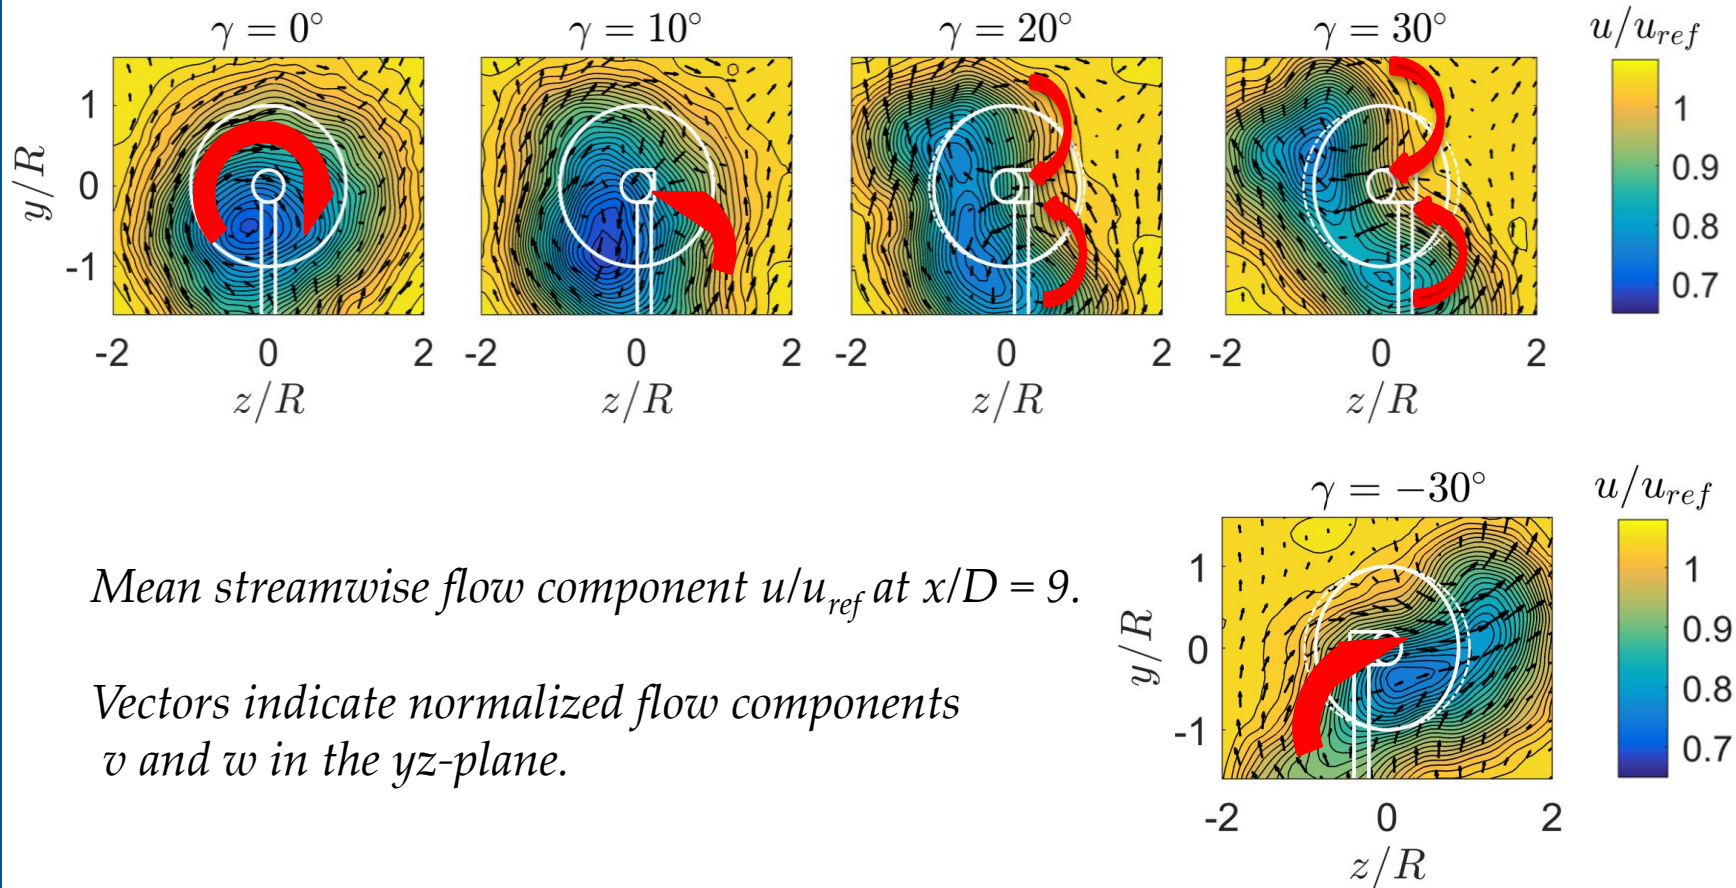 γ = 0° γ = 10° γ = 20° γ = 30° u/u_ref
1
0
-1
y/R
-2 0 2 -2 0 2 -2 0 2 -2 0 2
z/R z/R z/R z/R
1
0.9
0.8
0.7
γ = −30° u/u_ref
Mean streamwise flow component u/u_ref at x/D = 9.
Vectors indicate normalized flow components
v and w in the yz-plane.
1
0
-1
y/R
-2 0 2
z/R
1
0.9
0.8
0.7